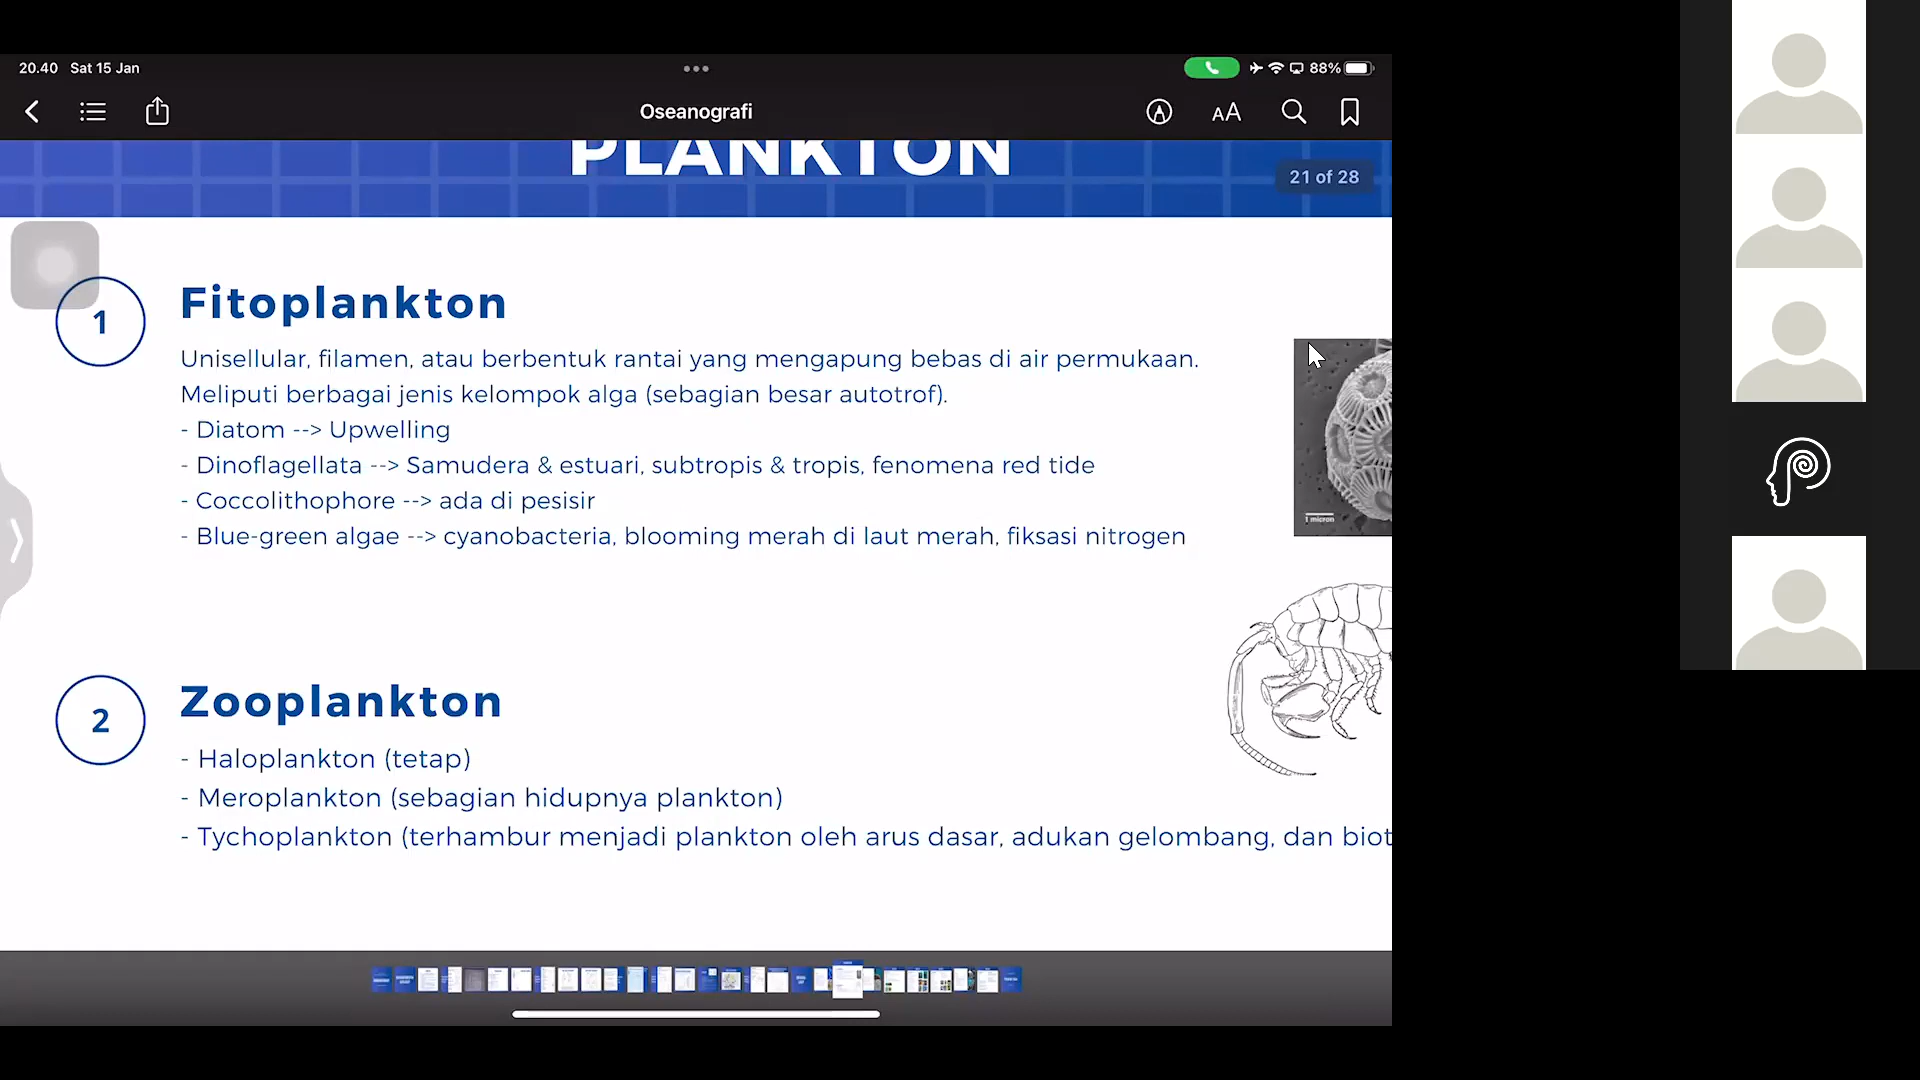 20.40 Sat 15 Jan
88%
Oseanografi
AA
PLANKTON
21 of 28
1
Fitoplankton
Unisellular, filamen, atau berbentuk rantai yang mengapung bebas di air permukaan.
Meliputi berbagai jenis kelompok alga (sebagian besar autotrof).
- Diatom --> Upwelling
- Dinoflagellata --> Samudera & estuari, subtropis & tropis, fenomena red tide
- Coccolithophore --> ada di pesisir
- Blue-green algae --> cyanobacteria, blooming merah di laut merah, fiksasi nitrogen
1 micron
2
Zooplankton
- Haloplankton (tetap)
- Meroplankton (sebagian hidupnya plankton)
- Tychoplankton (terhambur menjadi plankton oleh arus dasar, adukan gelombang, dan biot